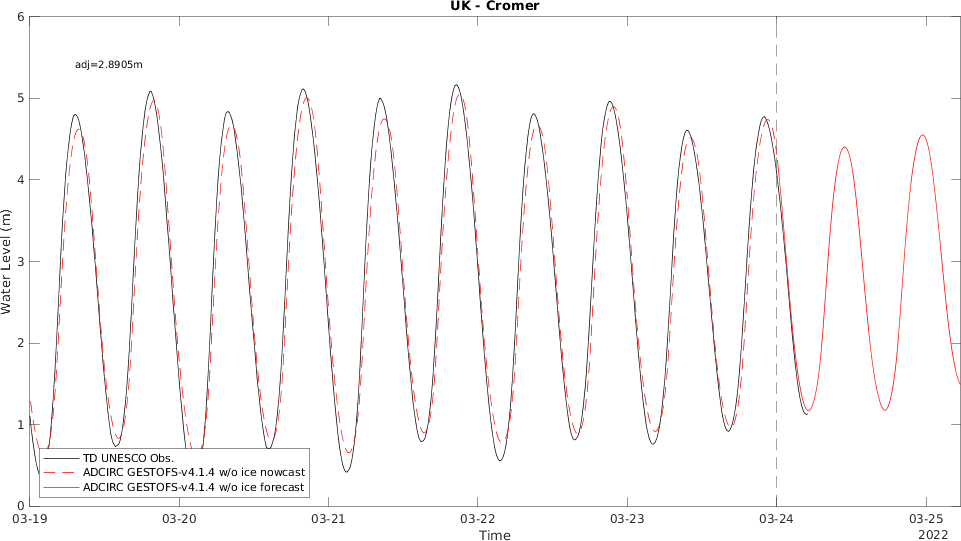 UK - Cromer
adj=2.8905m
6
5
4
3
2
1
0
Water Level (m)
TD UNESCO Obs.
ADCIRC GESTOFS-v4.1.4 w/o ice nowcast
ADCIRC GESTOFS-v4.1.4 w/o ice forecast
03-19 03-20 03-21 03-22 03-23 03-24 03-25
Time
2022